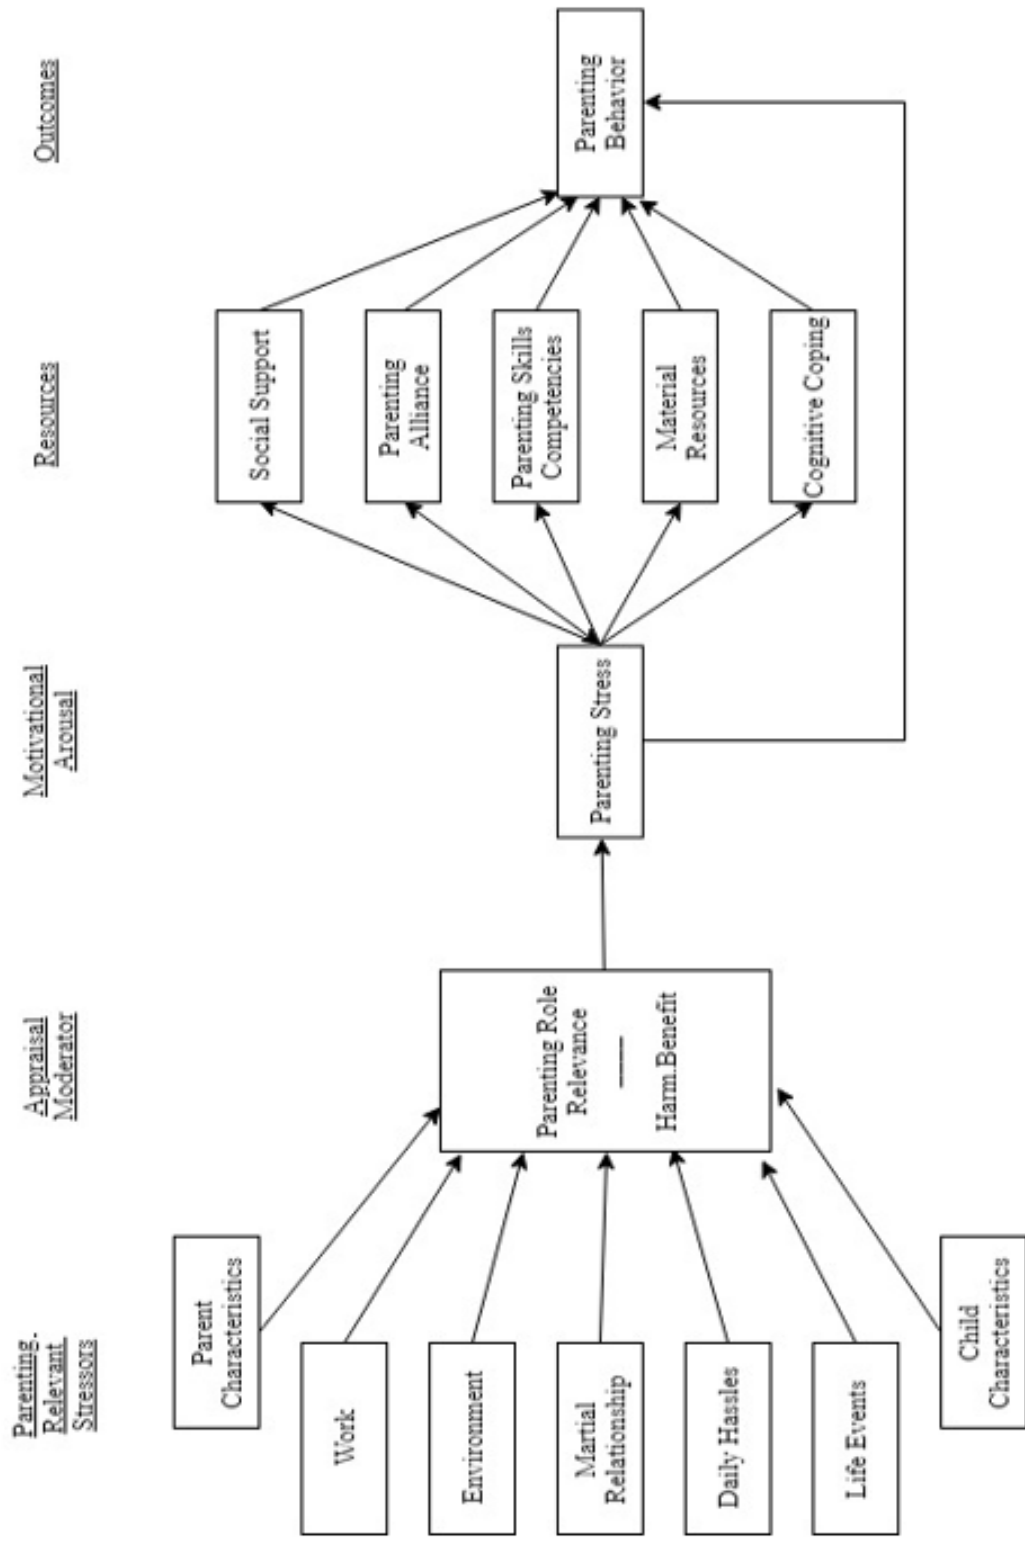 Parenting-
Relevant
Stressors
Appraisal
Moderator
Motivational
Arousal
Resources
Outcomes
Parent
Characteristics
Work
Environment
Martial
Relationship
Daily Hassles
Life Events
Child
Characteristics
Parenting Role
Relevance
Harm.Benefit
Parenting Stress
Social Support
Parenting
Alliance
Parenting Skills
Competencies
Material
Resources
Cognitive Coping
Parenting
Behavior